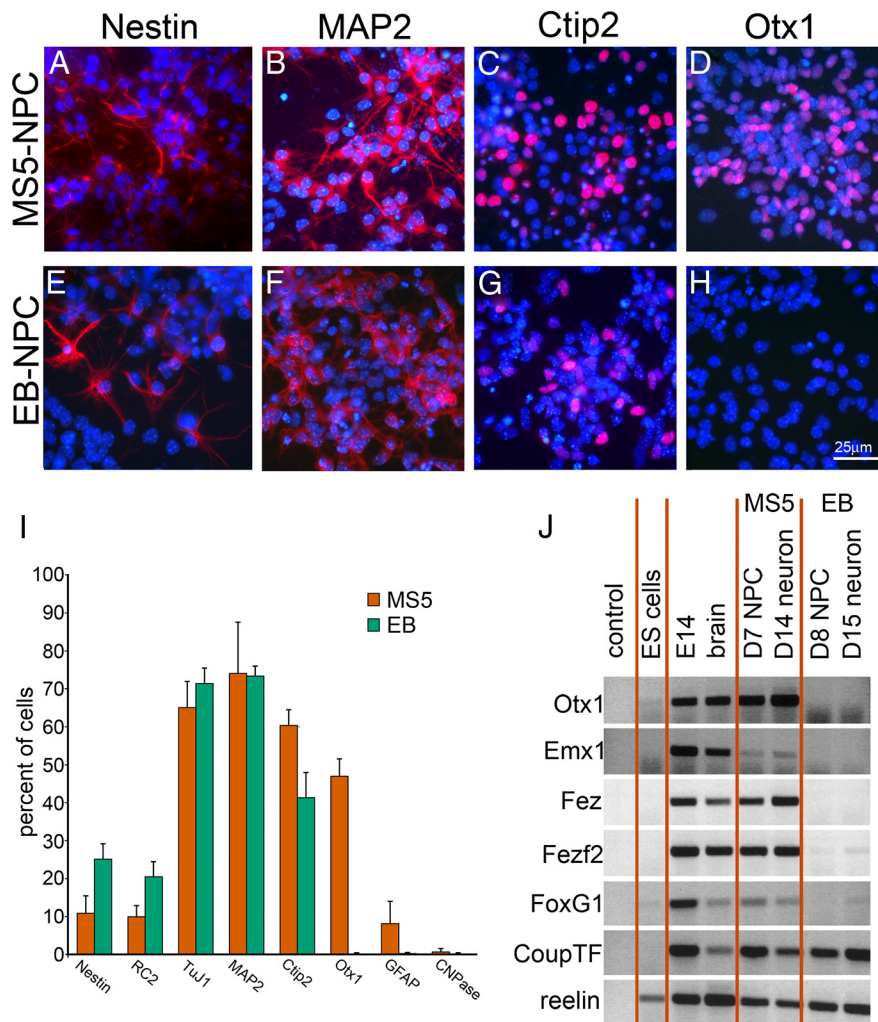 Nestin MAP2 Ctip2 Otx1
MS5-NPC
A B C D
EB-NPC
E F G H
25µm
I
100
90
80
70
60
50
40
30
20
10
0
percent of cells
MS5
EB
Nestin RC2 TuJ1 MAP2 Ctip2 Otx1 GFAP CNPase
J
MS5 EB
control ES cells E14 brain D7 NPC D14 neuron D8 NPC D15 neuron
Otx1
Emx1
Fez
Fezf2
FoxG1
CoupTF
reelin